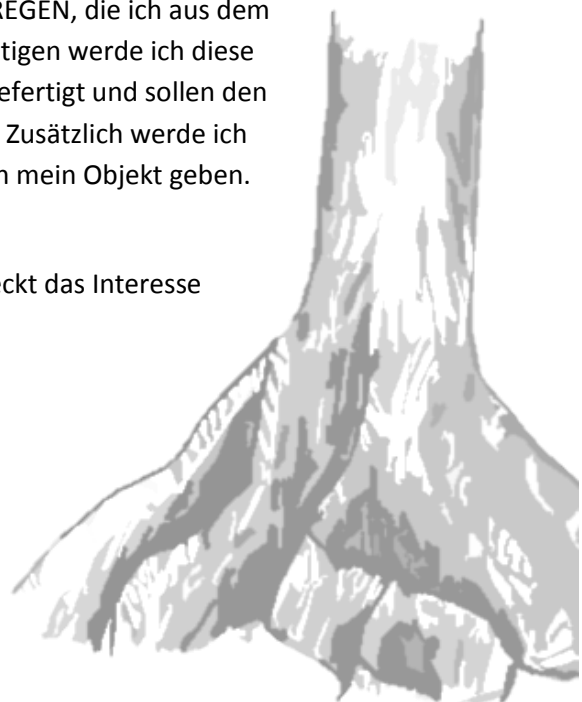 REGEN, die ich aus dem
tigen werde ich diese
efertigt und sollen den
Zusätzlich werde ich
mein Objekt geben.
ckt das Interesse